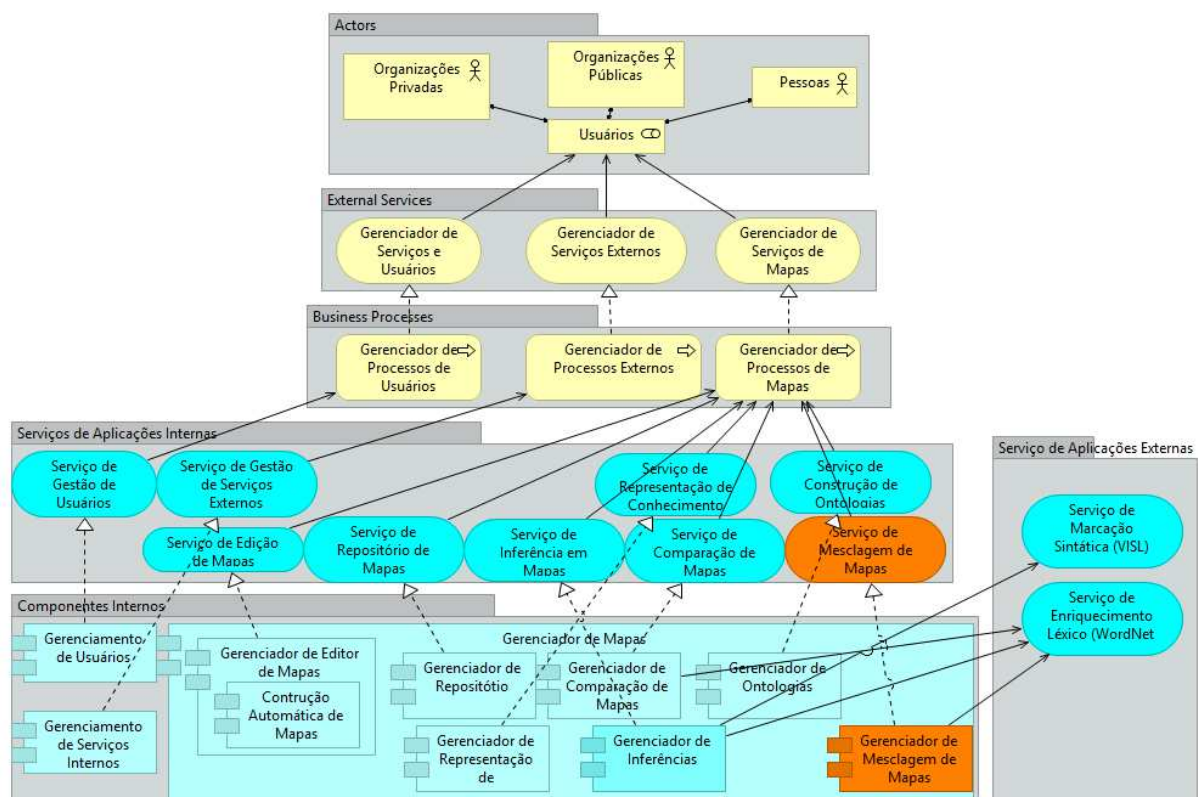 Actors
Organizações
Privadas
Organizações
Públicas
Pessoas
Usuários
External Services
Gerenciador de
Serviços e
Usuários
Gerenciador de
Serviços Externos
Gerenciador de
Serviços de
Mapas
Business Processes
Gerenciador de
Processos de
Usuários
Gerenciador de
Processos Externos
Gerenciador de
Processos de
Mapas
Serviços de Aplicações Internas
Serviço de
Gestão de
Usuários
Serviço de Gestão
de Serviços
Externos
Serviço de
Representação de
Conhecimento
Serviço de
Construção de
Ontologias
Serviço de Edição
de Mapas
Serviço de
Repositório de
Mapas
Serviço de
Inferência em
Mapas
Serviço de
Comparação de
Mapas
Serviço de
Mesclagem de
Mapas
Serviço de Aplicações Externas
Serviço de
Marcação
Sintática (VISL)
Serviço de
Enriquecimento
Léxico (WordNet
Componentes Internos
Gerenciamento
de Usuários
Gerenciamento
de Serviços
Internos
Gerenciador de Mapas
Gerenciador de Editor
de Mapas
Contrução
Automática de
Mapas
Gerenciador de
Repositótio
Gerenciador de
Comparação de
Mapas
Gerenciador de
Ontologias
Gerenciador de
Representação
de
Gerenciador de
Inferências
Gerenciador de
Mesclagem de
Mapas